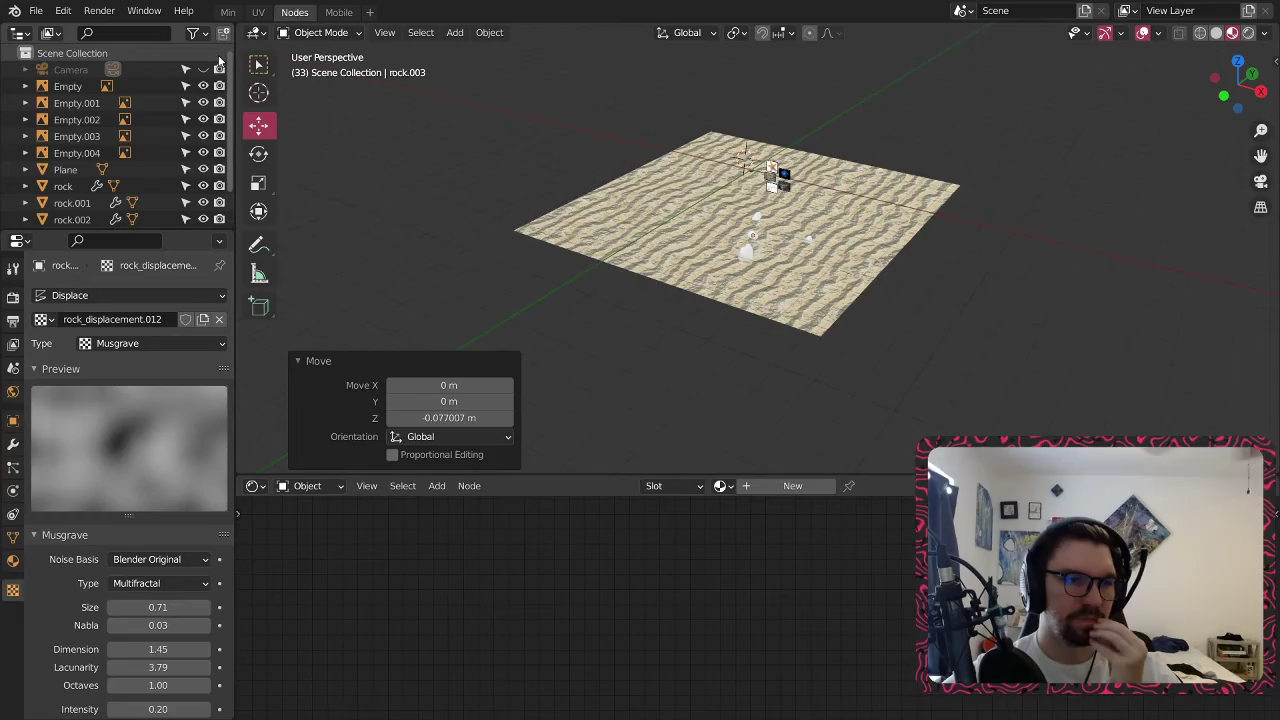 File Edit Render Window Help Min UV Nodes Mobile + Scene View Layer
Object Mode View Select Add Object Global
Scene Collection
Camera
Empty
Empty.001
Empty.002
Empty.003
Empty.004
Plane
rock
rock.001
rock.002
User Perspective
(33) Scene Collection | rock.003
Z
Y
X
rock.... rock_displaceme...
Displace
rock_displacement.012
Type Musgrave
Preview
Musgrave
Noise Basis Blender Original
Type Multifractal
Size 0.71
Nabla 0.03
Dimension 1.45
Lacunarity 3.79
Octaves 1.00
Intensity 0.20
Move
Move X 0 m
Y 0 m
Z -0.077007 m
Orientation Global
Proportional Editing
Object View Select Add Node Slot New